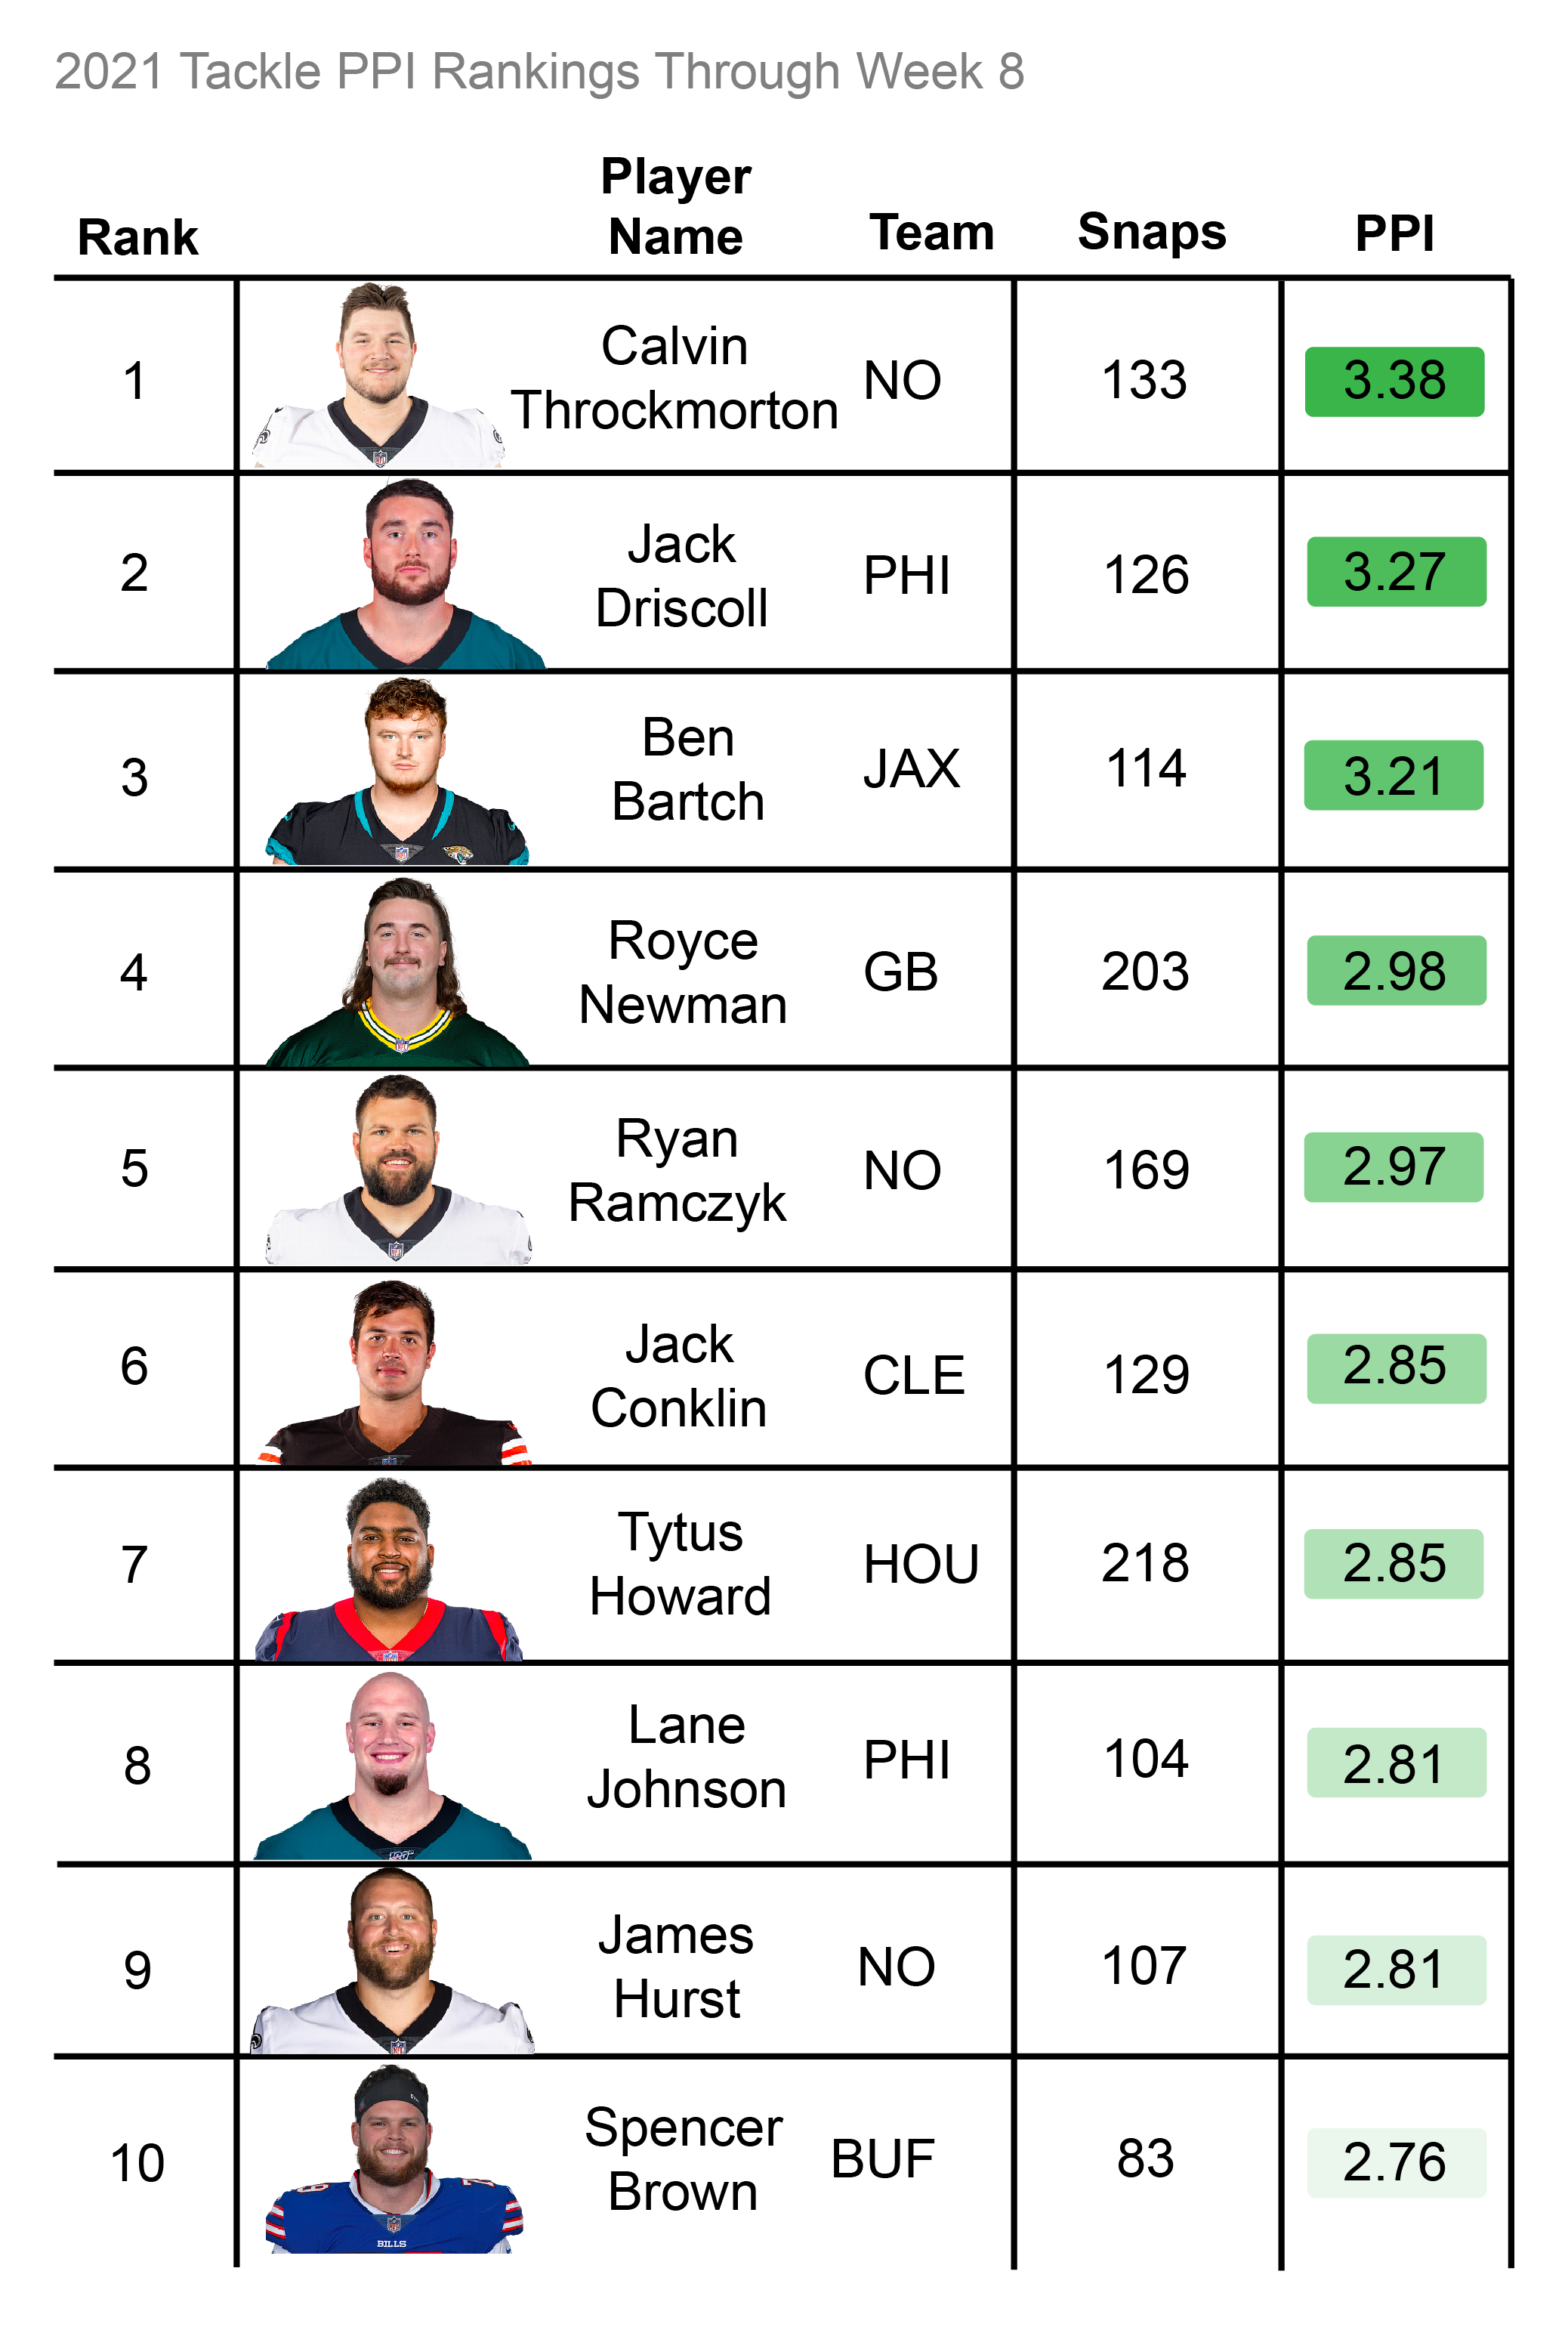 2021 Tackle PPI Rankings Through Week 8
Rank Player Name Team Snaps PPI
1 Calvin Throckmorton NO 133 3.38
2 Jack Driscoll PHI 126 3.27
3 Ben Bartch JAX 114 3.21
4 Royce Newman GB 203 2.98
5 Ryan Ramczyk NO 169 2.97
6 Jack Conklin CLE 129 2.85
7 Tytus Howard HOU 218 2.85
8 Lane Johnson PHI 104 2.81
9 James Hurst NO 107 2.81
10 Spencer Brown BUF 83 2.76
BILLS